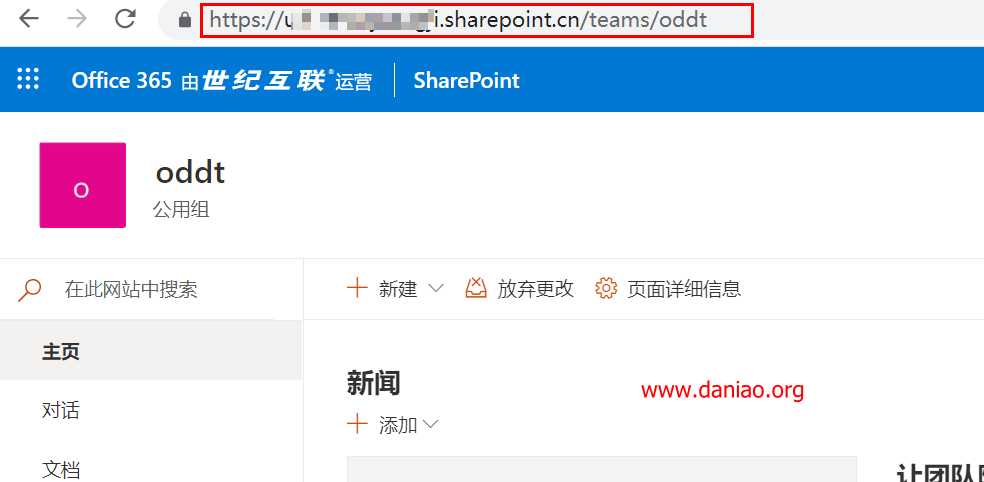 https://u i.sharepoint.cn/teams/oddt
Office 365 由世纪互联®运营 SharePoint
O
oddt
公用组
在此网站中搜索
新建 放弃更改 页面详细信息
主页
新闻
www.daniao.org
对话
添加
文档
让团队